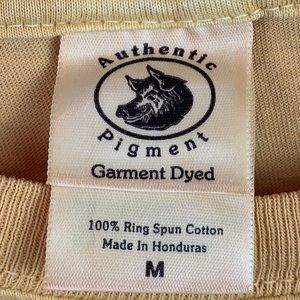 Authentic
Pigment
Garment Dyed
100% Ring Spun Cotton
Made In Honduras
M